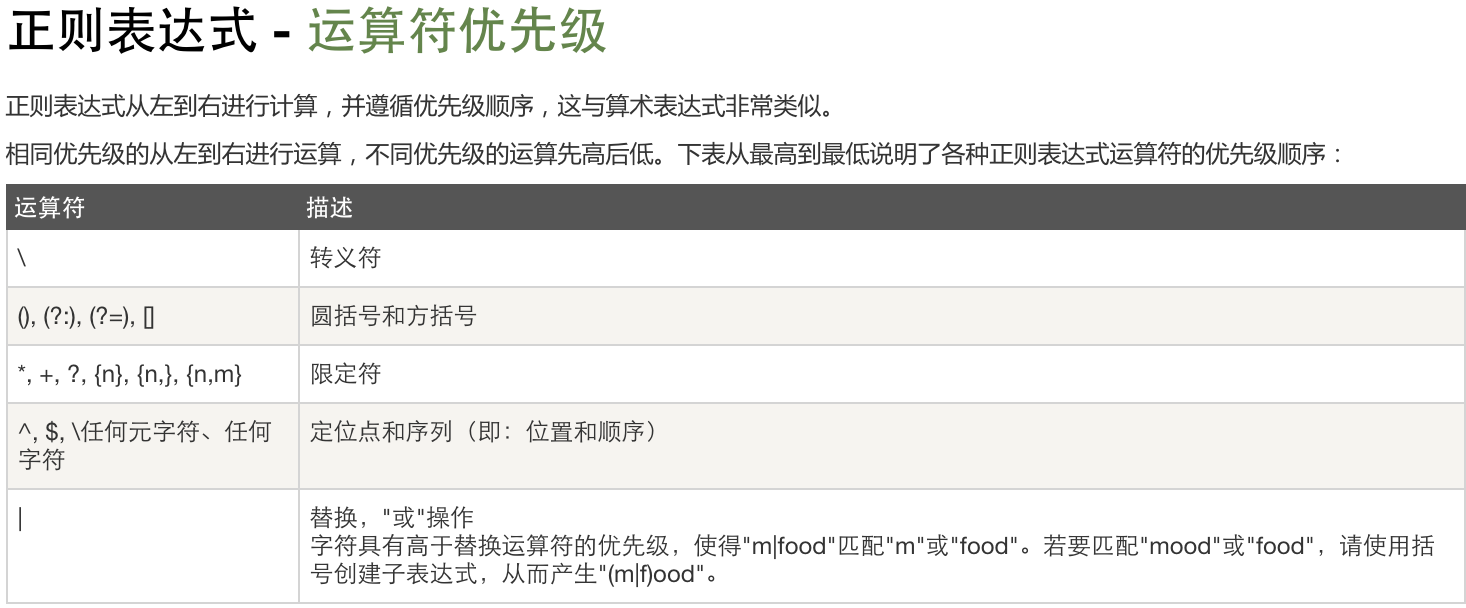 正则表达式 - 运算符优先级
正则表达式从左到右进行计算，并遵循优先级顺序，这与算术表达式非常类似。
相同优先级的从左到右进行运算，不同优先级的运算先高后低。下表从最高到最低说明了各种正则表达式运算符的优先级顺序：
运算符 描述
\ 转义符
(), (?:), (?=), [] 圆括号和方括号
*, +, ?, {n}, {n,}, {n,m} 限定符
^, $, \任何元字符、任何 定位点和序列（即：位置和顺序）
字符
| 替换，"或"操作
字符具有高于替换运算符的优先级，使得"m|food"匹配"m"或"food"。若要匹配"mood"或"food"，请使用括
号创建子表达式，从而产生"(m|f)ood"。